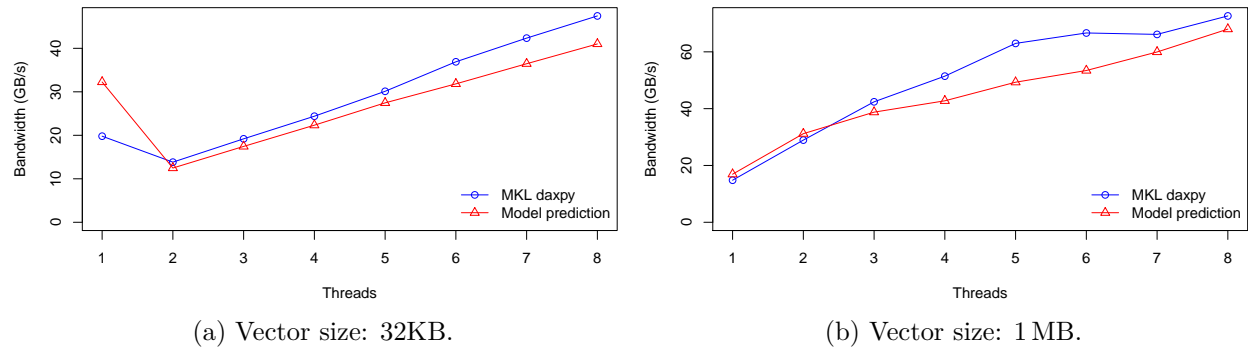 Bandwidth (GB/s)
40
30
20
10
0
MKL daxpy
Model prediction
1 2 3 4 5 6 7 8
Threads
(a) Vector size: 32KB.
Bandwidth (GB/s)
60
40
20
0
MKL daxpy
Model prediction
1 2 3 4 5 6 7 8
Threads
(b) Vector size: 1 MB.